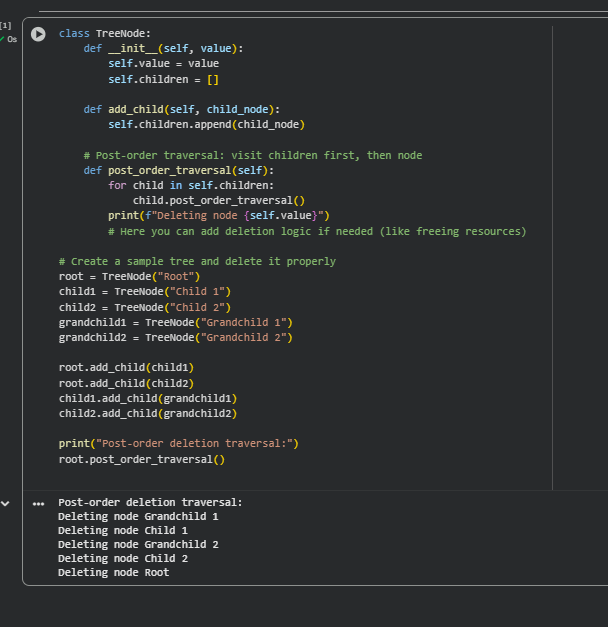 [1]
0s
class TreeNode:
    def __init__(self, value):
        self.value = value
        self.children = []

    def add_child(self, child_node):
        self.children.append(child_node)

    # Post-order traversal: visit children first, then node
    def post_order_traversal(self):
        for child in self.children:
            child.post_order_traversal()
        print(f"Deleting node {self.value}")
        # Here you can add deletion logic if needed (like freeing resources)

# Create a sample tree and delete it properly
root = TreeNode("Root")
child1 = TreeNode("Child 1")
child2 = TreeNode("Child 2")
grandchild1 = TreeNode("Grandchild 1")
grandchild2 = TreeNode("Grandchild 2")

root.add_child(child1)
root.add_child(child2)
child1.add_child(grandchild1)
child2.add_child(grandchild2)

print("Post-order deletion traversal:")
root.post_order_traversal()

Post-order deletion traversal:
Deleting node Grandchild 1
Deleting node Child 1
Deleting node Grandchild 2
Deleting node Child 2
Deleting node Root